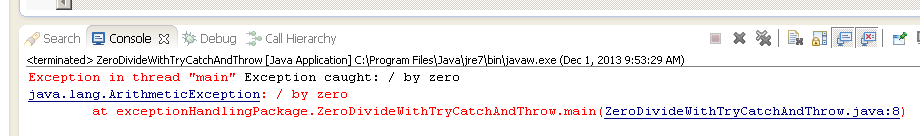 Search Console Debug Call Hierarchy
<terminated> ZeroDivideWithTryCatchAndThrow [Java Application] C:\Program Files\Java\jre7\bin\javaw.exe (Dec 1, 2013 9:53:29 AM)
Exception in thread "main" Exception caught: / by zero
java.lang.ArithmeticException: / by zero
at exceptionHandlingPackage.ZeroDivideWithTryCatchAndThrow.main(ZeroDivideWithTryCatchAndThrow.java:8)